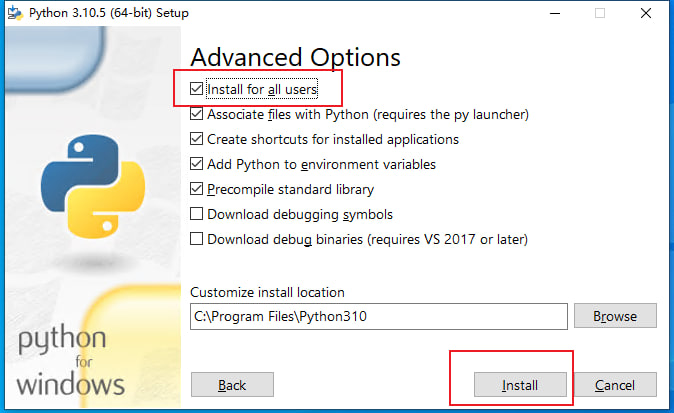 Python 3.10.5 (64-bit) Setup
Advanced Options
Install for all users
Associate files with Python (requires the py launcher)
Create shortcuts for installed applications
Add Python to environment variables
Precompile standard library
Download debugging symbols
Download debug binaries (requires VS 2017 or later)
Customize install location
C:\Program Files\Python310
Browse
python
for
windows
Back
Install
Cancel